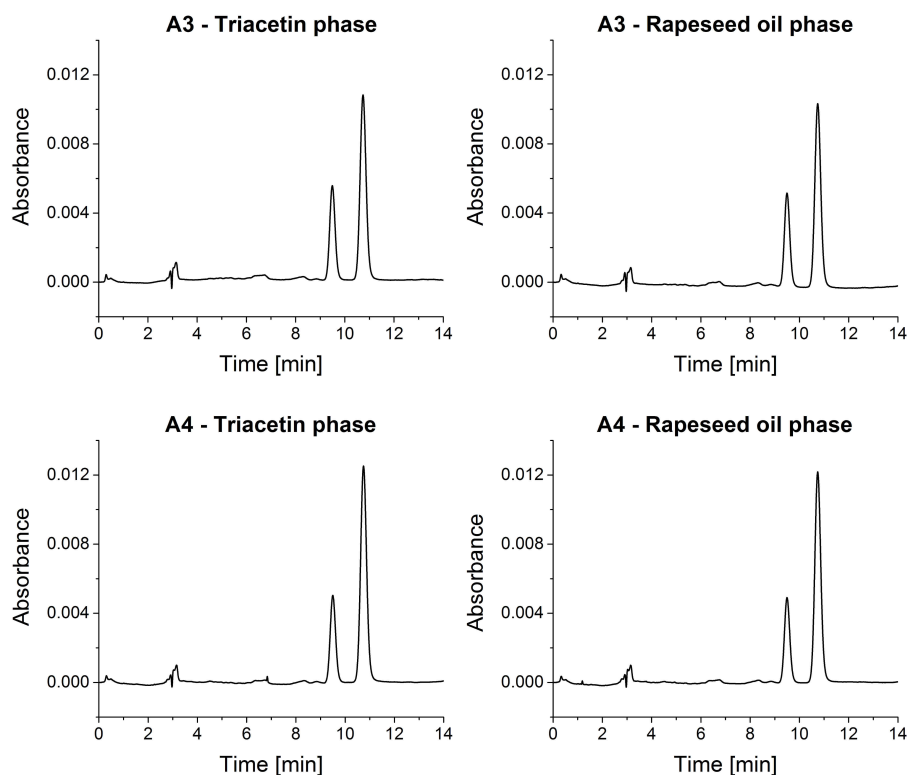 A3 - Triacetin phase
Absorbance
0.012
0.008
0.004
0.000
0 2 4 6 8 10 12 14
Time [min]
A3 - Rapeseed oil phase
Absorbance
0.012
0.008
0.004
0.000
0 2 4 6 8 10 12 14
Time [min]
A4 - Triacetin phase
Absorbance
0.012
0.008
0.004
0.000
0 2 4 6 8 10 12 14
Time [min]
A4 - Rapeseed oil phase
Absorbance
0.012
0.008
0.004
0.000
0 2 4 6 8 10 12 14
Time [min]